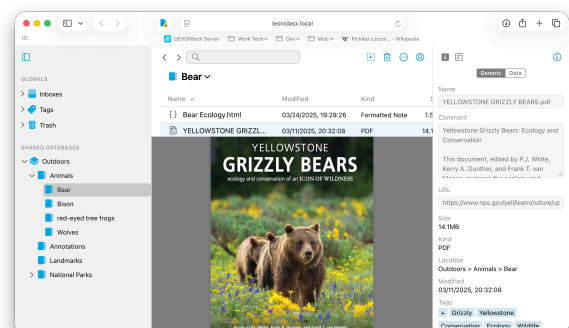 leonidasx.local
DEVONtech Server Work Tech Dev Misc W Pickled cucum... - Wikipedia
GLOBALS
Inboxes
Tags
Trash
SHARED DATABASES
Outdoors
Animals
Bear
Bison
red-eyed tree frogs
Wolves
Annotations
Landmarks
National Parks
Bear
Name Modified Kind S
{ } Bear Ecology.html 03/24/2025, 19:29:26 Formatted Note 1.5
YELLOWSTONE GRIZZL... 03/11/2025, 20:32:08 PDF 14.1
YELLOWSTONE
GRIZZLY BEARS
ecology and conservation of an ICON OF WILDNESS
Generic Data
Name
YELLOWSTONE GRIZZLY BEARS.pdf
Comment
Yellowstone Grizzly Bears: Ecology and
Conservation
This document, edited by P.J. White,
Kerry A. Gunther, and Frank T. van
URL
https://www.nps.gov/yell/learn/nature/up
Size
14.1MB
Kind
PDF
Location
Outdoors > Animals > Bear
Modified
03/11/2025, 20:32:08
Tags
+ Grizzly Yellowstone
Conservation Ecology Wildlife